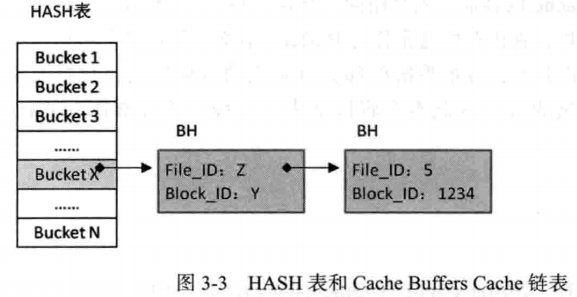 HASH表
Bucket 1
Bucket 2
Bucket 3
......
Bucket X
......
Bucket N
BH
File_ID：Z
Block_ID：Y
BH
File_ID：5
Block_ID：1234
图 3-3 HASH 表和 Cache Buffers Cache 链表